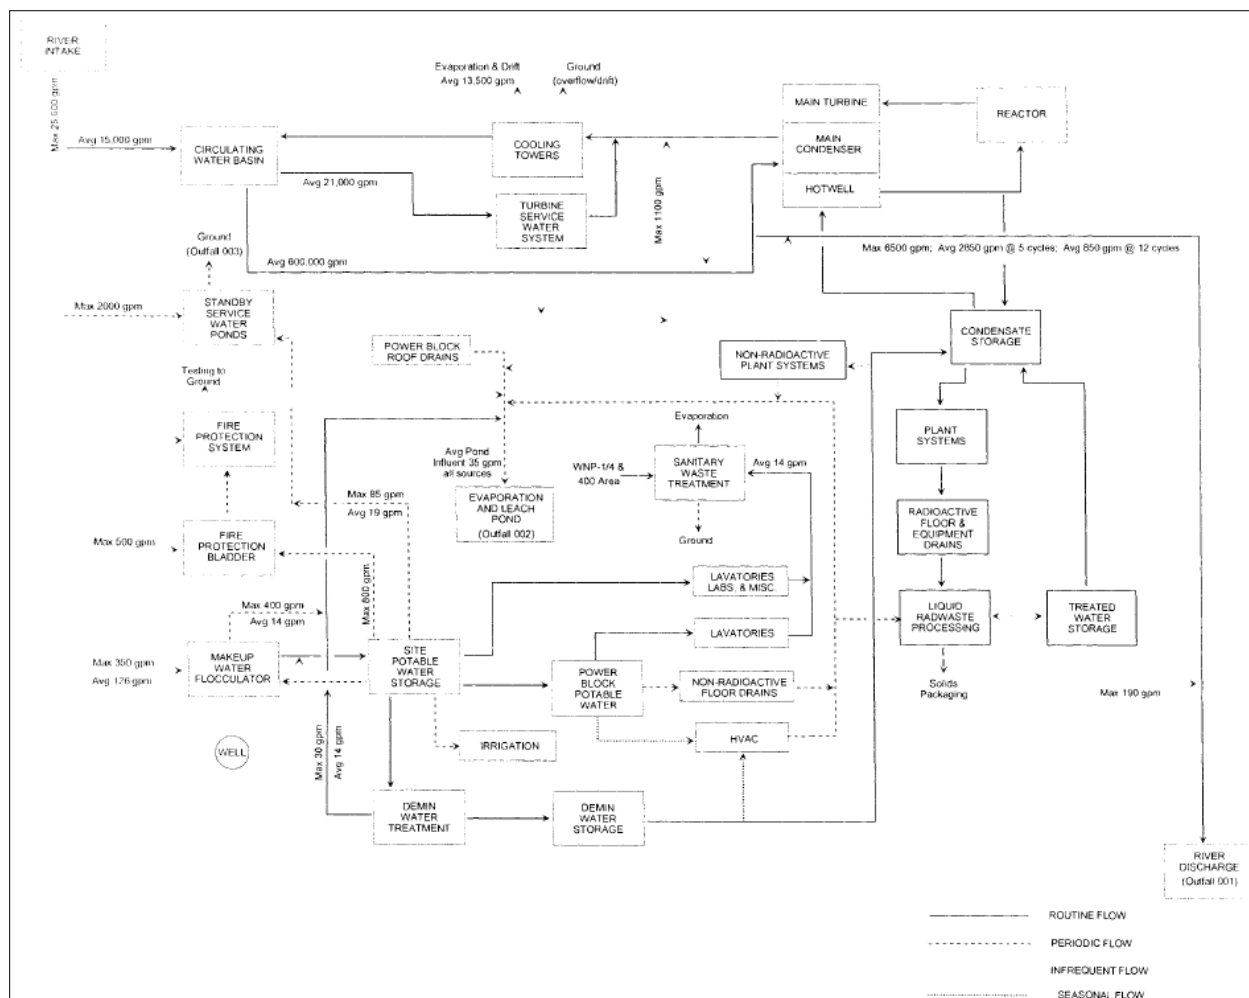 RIVER
INTAKE
Max 25,000 gpm
Avg 15,000 gpm
CIRCULATING
WATER BASIN
Evaporation & Drift
Avg 13,500 gpm
Ground
(overflow/drift)
COOLING
TOWERS
MAIN TURBINE
MAIN
CONDENSER
HOTWELL
REACTOR
Avg 21,000 gpm
TURBINE
SERVICE
WATER
SYSTEM
Max 1100 gpm
Avg 600,000 gpm
Max 6500 gpm; Avg 2850 gpm @ 5 cycles; Avg 850 gpm @ 12 cycles
Ground
(Outfall 003)
Max 2000 gpm
STANDBY
SERVICE
WATER
PONDS
POWER BLOCK
ROOF DRAINS
NON-RADIOACTIVE
PLANT SYSTEMS
CONDENSATE
STORAGE
Testing to
Ground
FIRE
PROTECTION
SYSTEM
Evaporation
PLANT
SYSTEMS
Avg Pond
Influent 35 gpm
all sources
WNP-1/4 &
400 Area
SANITARY
WASTE
TREATMENT
Avg 14 gpm
Max 85 gpm
Avg 19 gpm
EVAPORATION
AND LEACH
POND
(Outfall 002)
Ground
RADIOACTIVE
FLOOR &
EQUIPMENT
DRAINS
Max 500 gpm
FIRE
PROTECTION
BLADDER
Max 800 gpm
LAVATORIES
LABS. & MISC.
Max 400 gpm
Avg 14 gpm
LIQUID
RADWASTE
PROCESSING
TREATED
WATER
STORAGE
LAVATORIES
Max 350 gpm
Avg 126 gpm
MAKEUP
WATER
FLOCCULATOR
SITE
POTABLE
WATER
STORAGE
POWER
BLOCK
POTABLE
WATER
NON-RADIOACTIVE
FLOOR DRAINS
Solids
Packaging
Max 190 gpm
WELL
Max 30 gpm
Avg 14 gpm
IRRIGATION
HVAC
DEMIN
WATER
TREATMENT
DEMIN
WATER
STORAGE
RIVER
DISCHARGE
(Outfall 001)
ROUTINE FLOW
PERIODIC FLOW
INFREQUENT FLOW
SEASONAL FLOW